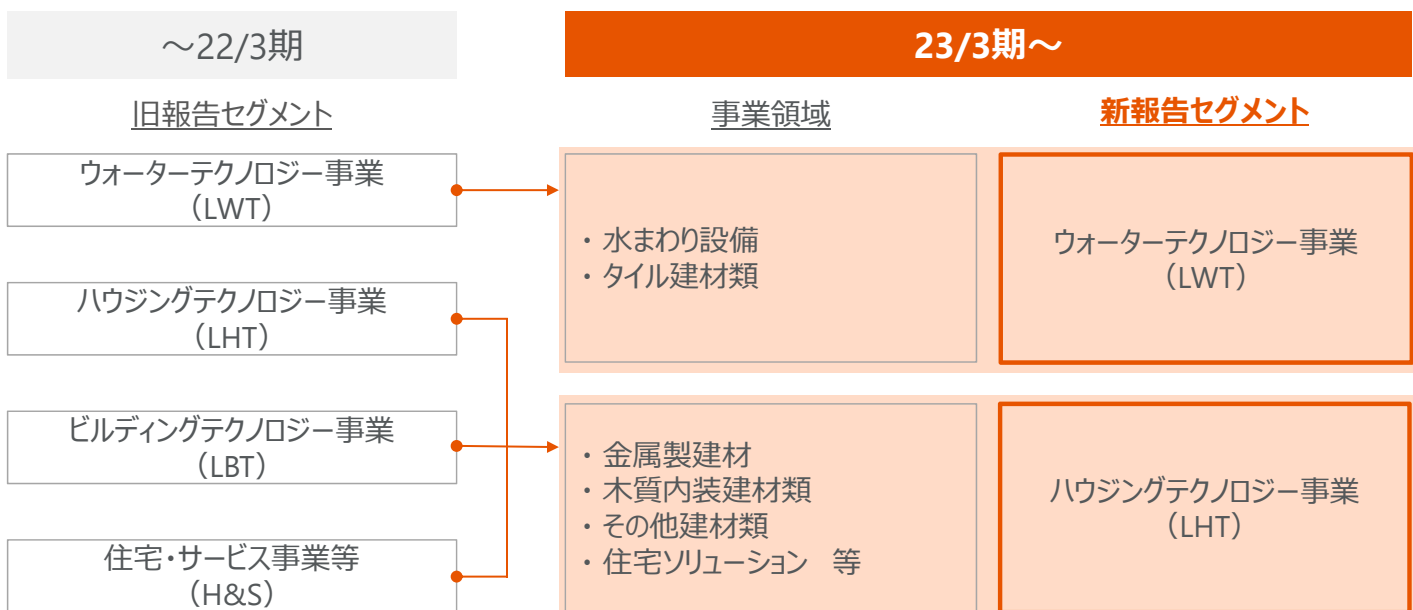 ～22/3期
23/3期～
旧報告セグメント
事業領域
新報告セグメント
ウォーターテクノロジー事業
（LWT）
ハウジングテクノロジー事業
（LHT）
ビルディングテクノロジー事業
（LBT）
住宅・サービス事業等
（H&S）
・ 水まわり設備
・ タイル建材類
ウォーターテクノロジー事業
（LWT）
・ 金属製建材
・ 木質内装建材類
・ その他建材類
・ 住宅ソリューション　等
ハウジングテクノロジー事業
（LHT）